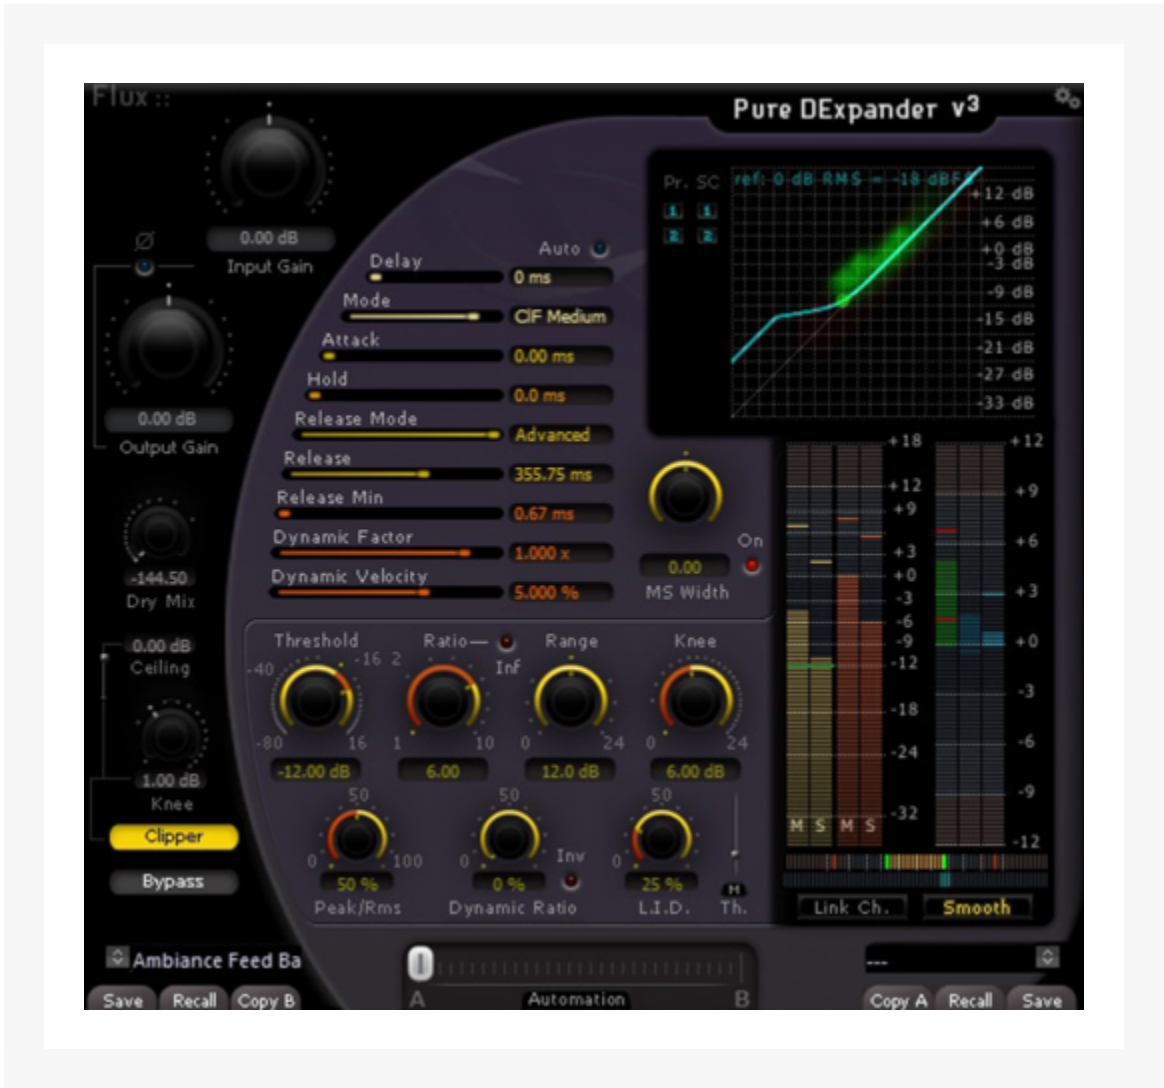 Flux ::
Pure DExpander v3
Pr. SC
1 1
2 2
ref: 0 dB RMS = -18 dBFS
+12 dB
+6 dB
+0 dB
-3 dB
-9 dB
-15 dB
-21 dB
-27 dB
-33 dB
0.00 dB
Input Gain
Ø
0.00 dB
Output Gain
-144.50
Dry Mix
0.00 dB
Ceiling
1.00 dB
Knee
Clipper
Bypass
Auto
Delay
0 ms
Mode
ClF Medium
Attack
0.00 ms
Hold
0.0 ms
Release Mode
Advanced
Release
355.75 ms
Release Min
0.67 ms
Dynamic Factor
1.000 x
Dynamic Velocity
5.000 %
On
0.00
MS Width
Threshold
-40
-16
-80
16
-12.00 dB
Ratio
2
Inf
1
10
6.00
Range
0
24
12.0 dB
Knee
0
24
6.00 dB
50
0
100
50 %
Peak/Rms
50
0
Inv
0 %
Dynamic Ratio
50
0
25 %
L.I.D.
M
Th.
+18
+12
+9
+3
+0
-3
-6
-9
-12
-18
-24
-32
M S M S
+12
+9
+6
+3
+0
-3
-6
-9
-12
Link Ch.
Smooth
Ambiance Feed Ba
Save
Recall
Copy B
A
Automation
B
---
Copy A
Recall
Save